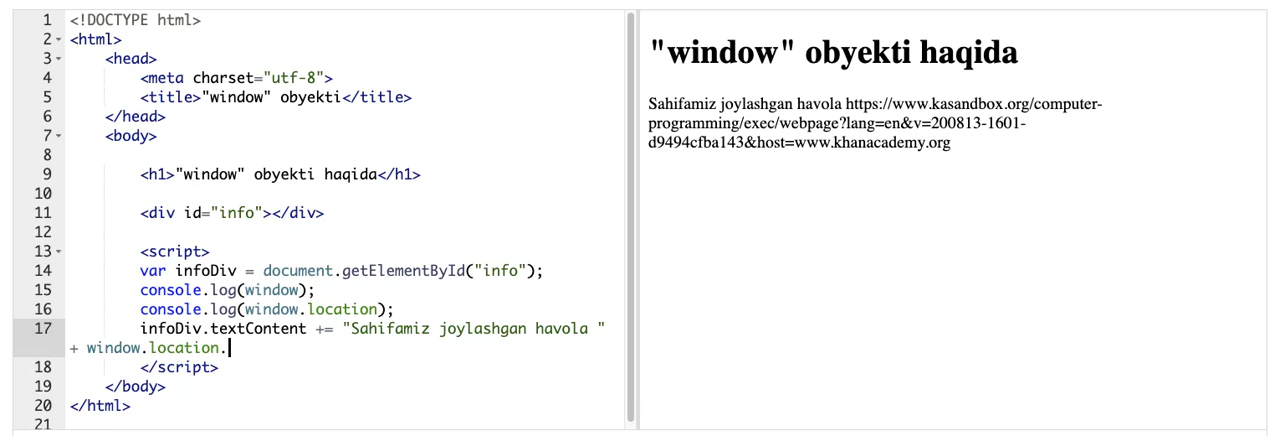 1 <!DOCTYPE html>
2 <html>
3 <head>
4 <meta charset="utf-8">
5 <title>"window" obyekti</title>
6 </head>
7 <body>
8
9 <h1>"window" obyekti haqida</h1>
10
11 <div id="info"></div>
12
13 <script>
14 var infoDiv = document.getElementById("info");
15 console.log(window);
16 console.log(window.location);
17 infoDiv.textContent += "Sahifamiz joylashgan havola "
+ window.location.
18 </script>
19 </body>
20 </html>
21
"window" obyekti haqida
Sahifamiz joylashgan havola https://www.kasandbox.org/computer-
programming/exec/webpage?lang=en&v=200813-1601-
d9494cfba143&host=www.khanacademy.org